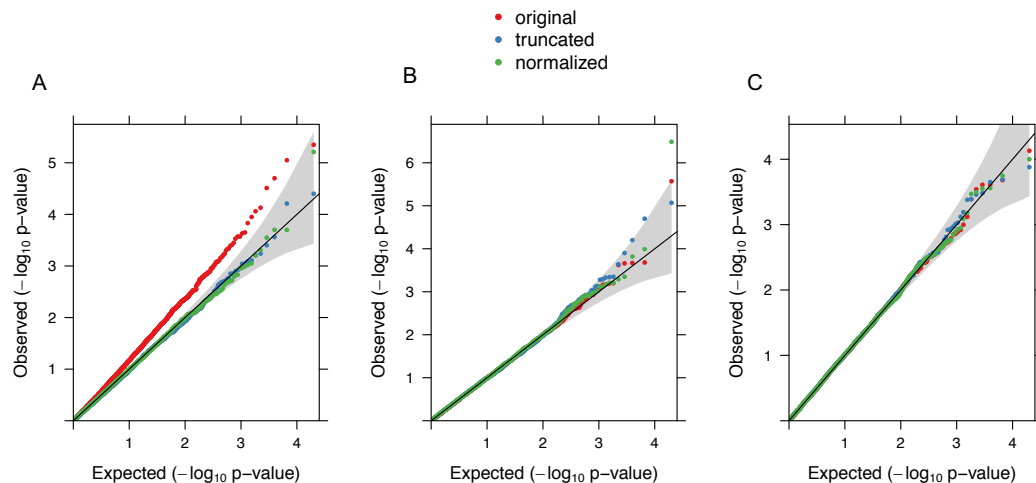 original
truncated
normalized
A
B
C
5
4
3
2
1
Observed (−log10 p−value)
1 2 3 4
Expected (−log10 p−value)
6
5
4
3
2
1
Observed (−log10 p−value)
1 2 3 4
Expected (−log10 p−value)
4
3
2
1
Observed (−log10 p−value)
1 2 3 4
Expected (−log10 p−value)